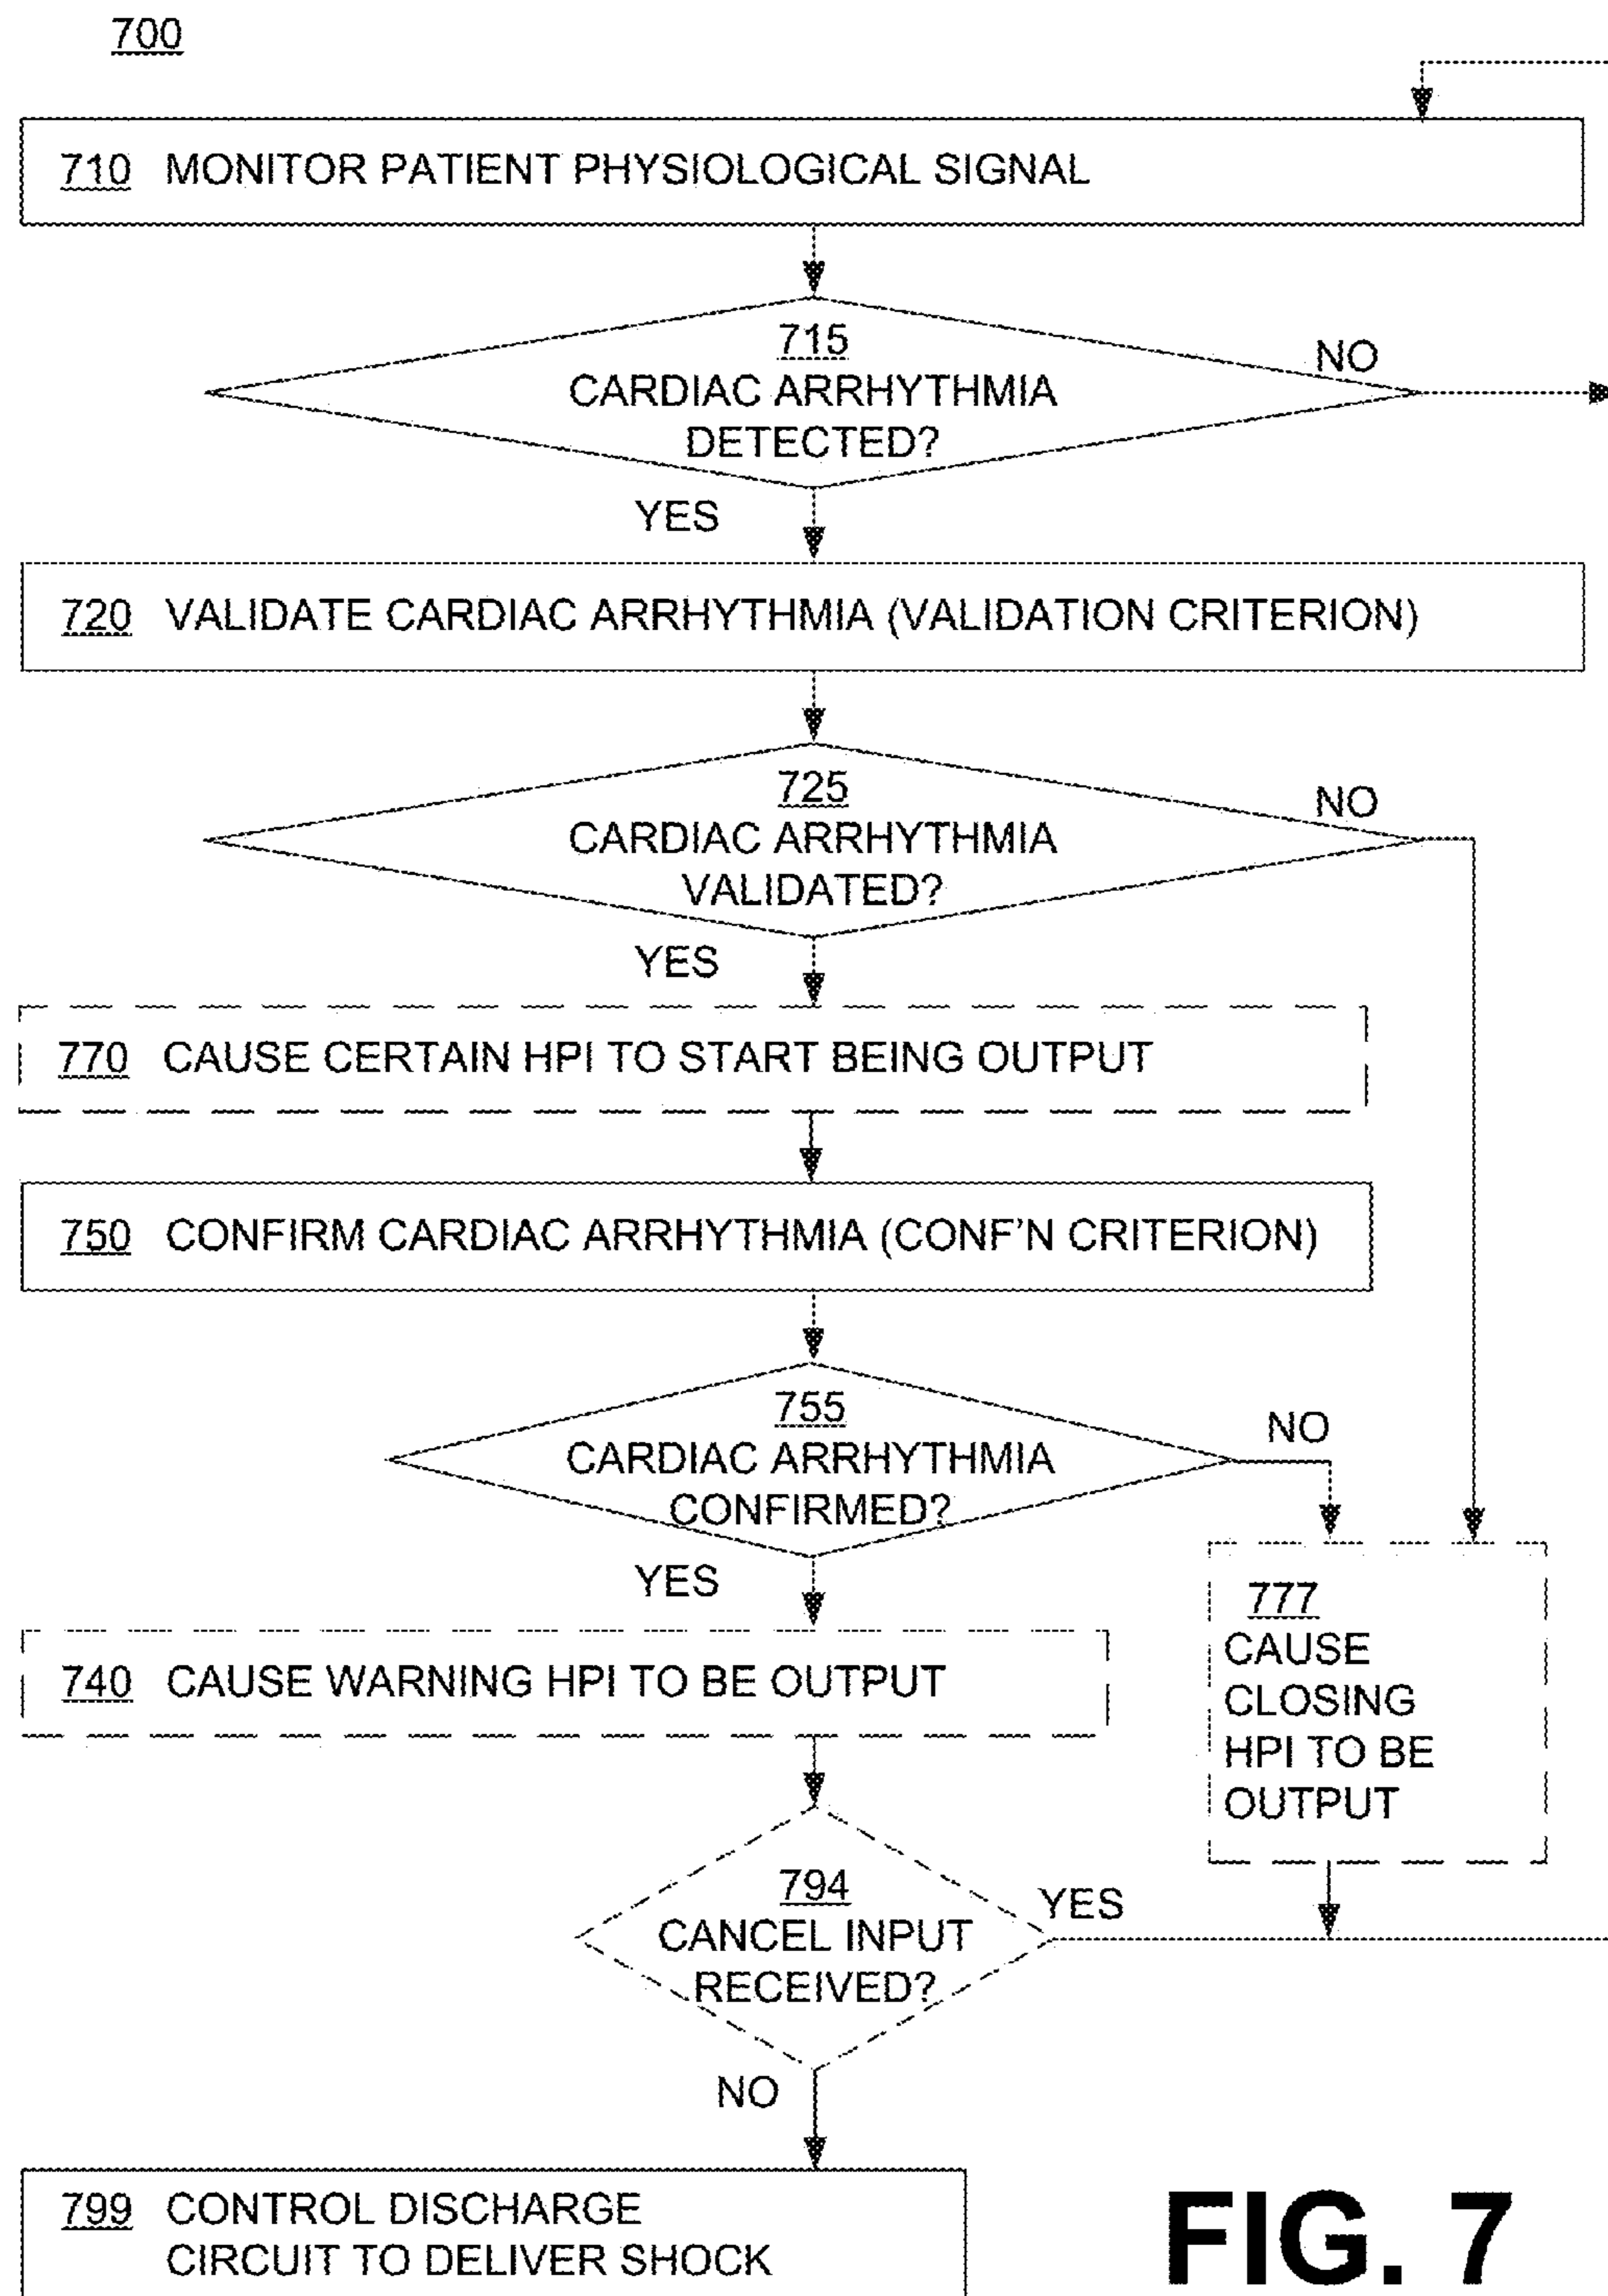 700
710 MONITOR PATIENT PHYSIOLOGICAL SIGNAL
715
CARDIAC ARRHYTHMIA
DETECTED?
NO
YES
720 VALIDATE CARDIAC ARRHYTHMIA (VALIDATION CRITERION)
725
CARDIAC ARRHYTHMIA
VALIDATED?
NO
YES
770 CAUSE CERTAIN HPI TO START BEING OUTPUT
750 CONFIRM CARDIAC ARRHYTHMIA (CONF'N CRITERION)
755
CARDIAC ARRHYTHMIA
CONFIRMED?
NO
YES
777
CAUSE
CLOSING
HPI TO BE
OUTPUT
740 CAUSE WARNING HPI TO BE OUTPUT
794
CANCEL INPUT
RECEIVED?
YES
NO
799 CONTROL DISCHARGE
CIRCUIT TO DELIVER SHOCK
FIG. 7